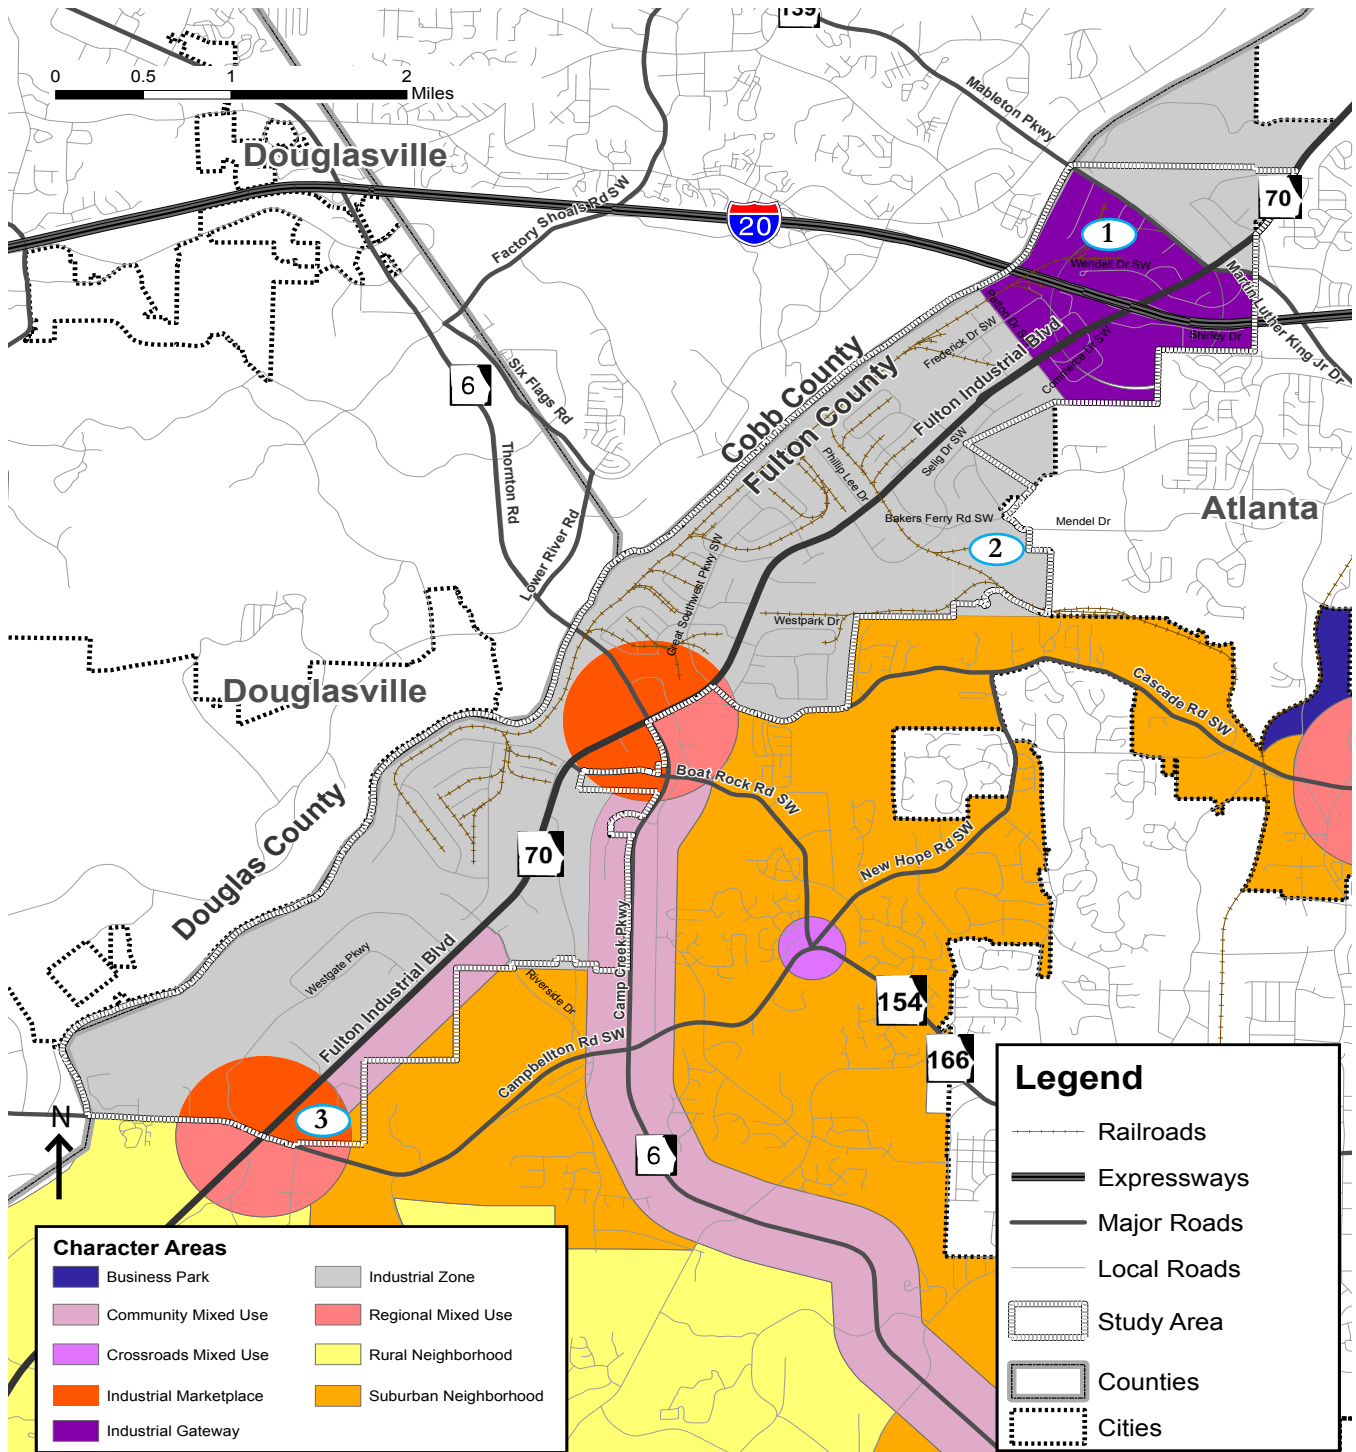 139
0 0.5 1 2
Miles
Mableton Pkwy
Douglasville
Factory Shoals Rd SW
70
20
1
Wendell Dr SW
Martin Luther King Jr Dr
Patton Dr S
Shirley Dr
Frederick Dr SW
Commerce Dr SW
Fulton Industrial Blvd
Cobb County
Fulton County
6
Six Flags Rd
Thornton Rd
Phillip Lee Dr
Selig Dr SW
Bakers Ferry Rd SW
Mendel Dr
Atlanta
2
Lower River Rd
Great Southwest Pkwy SW
Westpark Dr
Douglasville
Cascade Rd SW
Boat Rock Rd SW
New Hope Rd SW
Douglas County
70
Westgate Pkwy
Fulton Industrial Blvd
Riverside Dr
Camp Creek Pkwy
154
Campbellton Rd SW
166
3
N
6
Legend
Railroads
Expressways
Major Roads
Local Roads
Study Area
Counties
Cities
Character Areas
Business Park
Industrial Zone
Community Mixed Use
Regional Mixed Use
Crossroads Mixed Use
Rural Neighborhood
Industrial Marketplace
Suburban Neighborhood
Industrial Gateway